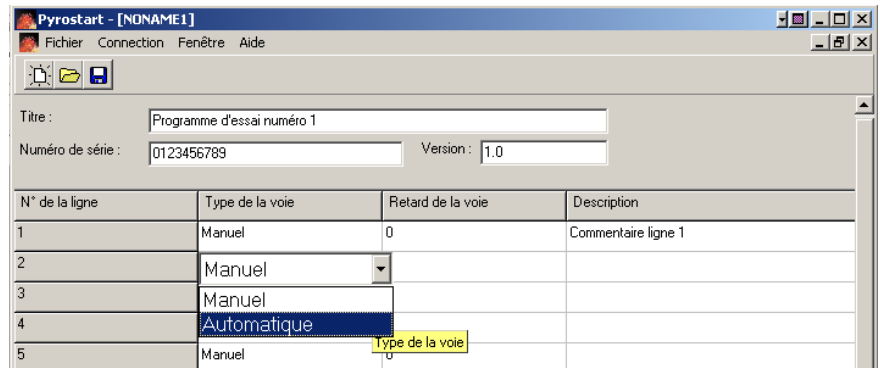 Pyrostart - [NONAME1]
Fichier Connection Fenêtre Aide
Titre : Programme d'essai numéro 1
Numéro de série : 0123456789 Version : 1.0
N° de la ligne Type de la voie Retard de la voie Description
1 Manuel 0 Commentaire ligne 1
2 Manuel
3 Manuel
4 Automatique
Type de la voie
5 Manuel 0